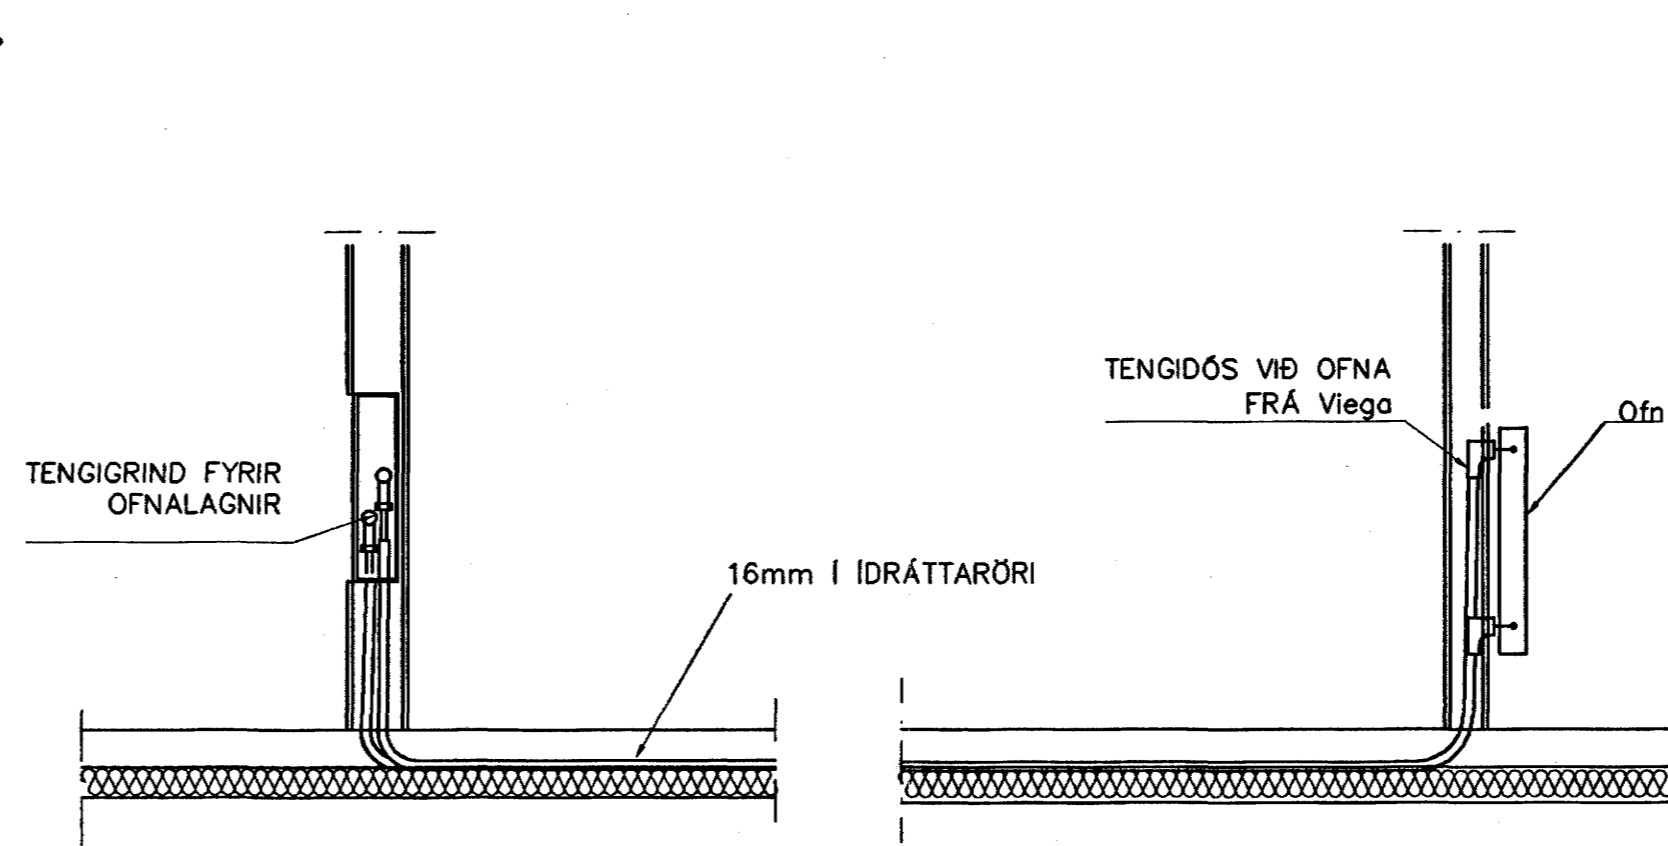 TENGIGRIND FYRIR
OFNALAGNIR
16mm Í ÍDRÁTTARÖRI
TENGIDÓS VIÐ OFNA
FRÁ Viega
Ofn